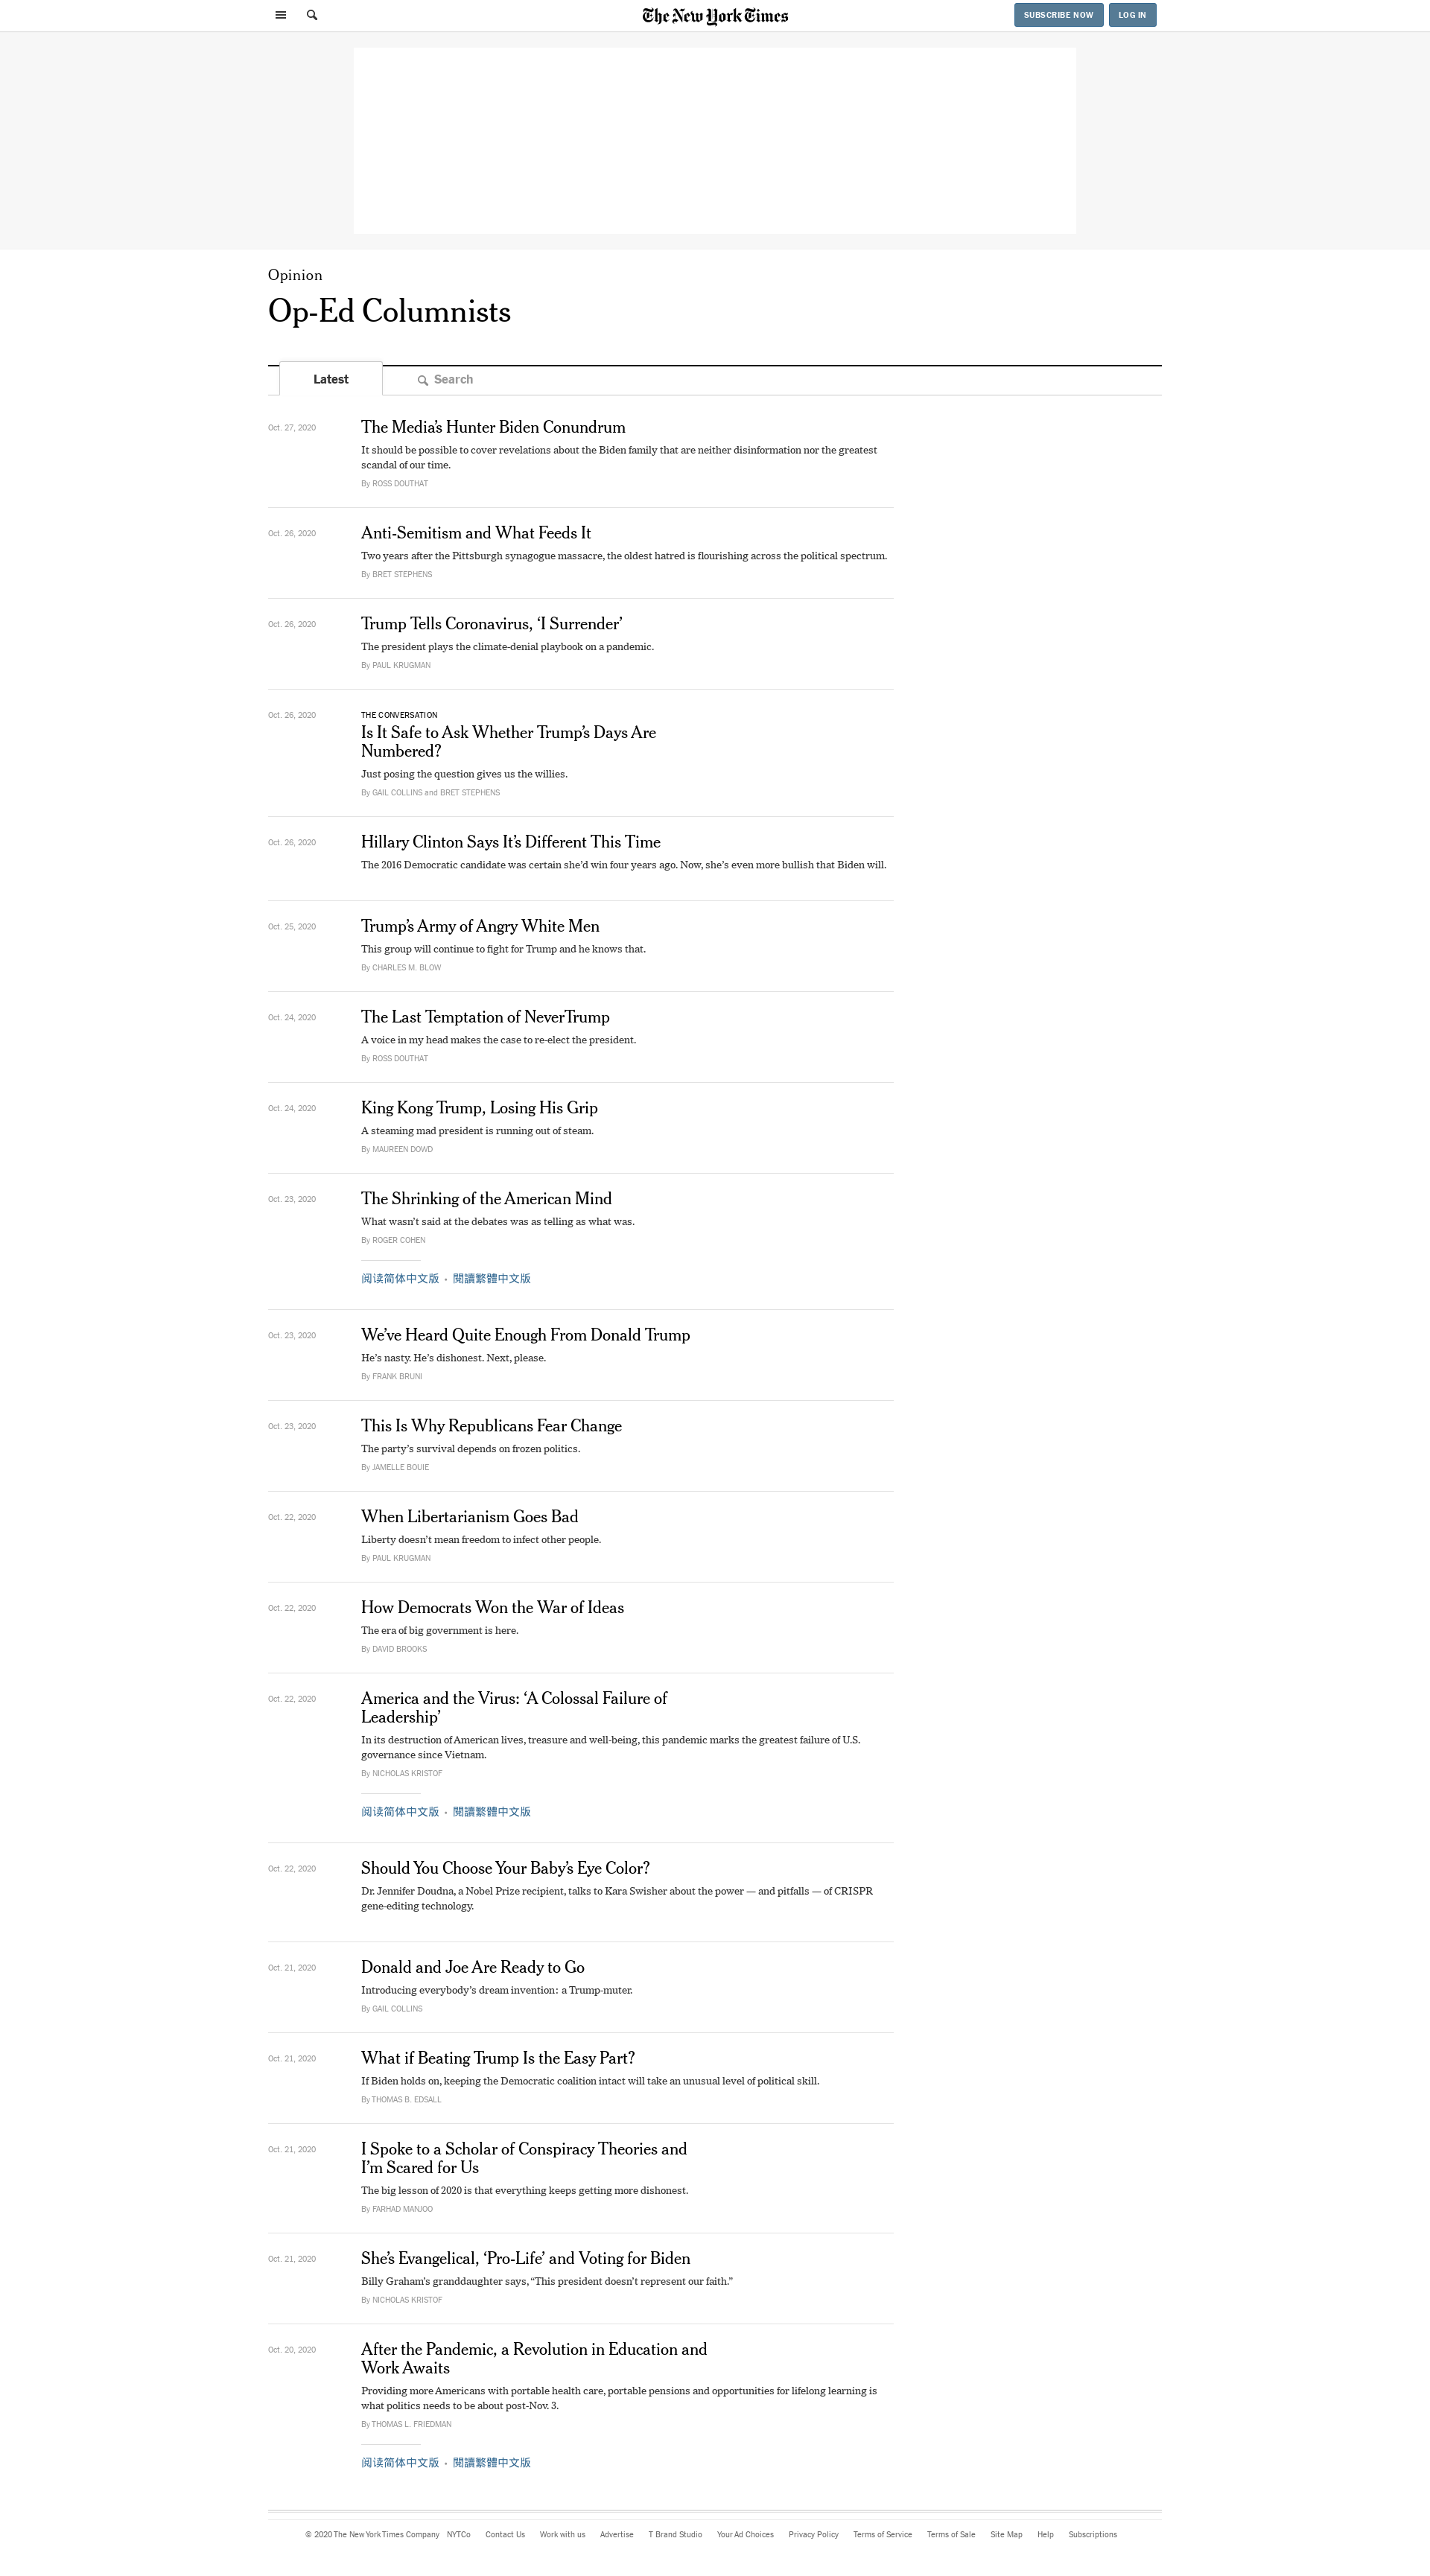 The New York Times
SUBSCRIBE NOW
LOG IN
Opinion
Op-Ed Columnists
Latest
Search
Oct. 27, 2020
The Media’s Hunter Biden Conundrum
It should be possible to cover revelations about the Biden family that are neither disinformation nor the greatest
scandal of our time.
By ROSS DOUTHAT
Oct. 26, 2020
Anti-Semitism and What Feeds It
Two years after the Pittsburgh synagogue massacre, the oldest hatred is flourishing across the political spectrum.
By BRET STEPHENS
Oct. 26, 2020
Trump Tells Coronavirus, ‘I Surrender’
The president plays the climate-denial playbook on a pandemic.
By PAUL KRUGMAN
Oct. 26, 2020
THE CONVERSATION
Is It Safe to Ask Whether Trump’s Days Are
Numbered?
Just posing the question gives us the willies.
By GAIL COLLINS and BRET STEPHENS
Oct. 26, 2020
Hillary Clinton Says It’s Different This Time
The 2016 Democratic candidate was certain she’d win four years ago. Now, she’s even more bullish that Biden will.
Oct. 25, 2020
Trump’s Army of Angry White Men
This group will continue to fight for Trump and he knows that.
By CHARLES M. BLOW
Oct. 24, 2020
The Last Temptation of NeverTrump
A voice in my head makes the case to re-elect the president.
By ROSS DOUTHAT
Oct. 24, 2020
King Kong Trump, Losing His Grip
A steaming mad president is running out of steam.
By MAUREEN DOWD
Oct. 23, 2020
The Shrinking of the American Mind
What wasn’t said at the debates was as telling as what was.
By ROGER COHEN
阅读简体中文版 • 閱讀繁體中文版
Oct. 23, 2020
We’ve Heard Quite Enough From Donald Trump
He’s nasty. He’s dishonest. Next, please.
By FRANK BRUNI
Oct. 23, 2020
This Is Why Republicans Fear Change
The party’s survival depends on frozen politics.
By JAMELLE BOUIE
Oct. 22, 2020
When Libertarianism Goes Bad
Liberty doesn’t mean freedom to infect other people.
By PAUL KRUGMAN
Oct. 22, 2020
How Democrats Won the War of Ideas
The era of big government is here.
By DAVID BROOKS
Oct. 22, 2020
America and the Virus: ‘A Colossal Failure of
Leadership’
In its destruction of American lives, treasure and well-being, this pandemic marks the greatest failure of U.S.
governance since Vietnam.
By NICHOLAS KRISTOF
阅读简体中文版 • 閱讀繁體中文版
Oct. 22, 2020
Should You Choose Your Baby’s Eye Color?
Dr. Jennifer Doudna, a Nobel Prize recipient, talks to Kara Swisher about the power — and pitfalls — of CRISPR
gene-editing technology.
Oct. 21, 2020
Donald and Joe Are Ready to Go
Introducing everybody’s dream invention: a Trump-muter.
By GAIL COLLINS
Oct. 21, 2020
What if Beating Trump Is the Easy Part?
If Biden holds on, keeping the Democratic coalition intact will take an unusual level of political skill.
By THOMAS B. EDSALL
Oct. 21, 2020
I Spoke to a Scholar of Conspiracy Theories and
I’m Scared for Us
The big lesson of 2020 is that everything keeps getting more dishonest.
By FARHAD MANJOO
Oct. 21, 2020
She’s Evangelical, ‘Pro-Life’ and Voting for Biden
Billy Graham’s granddaughter says, “This president doesn’t represent our faith.”
By NICHOLAS KRISTOF
Oct. 20, 2020
After the Pandemic, a Revolution in Education and
Work Awaits
Providing more Americans with portable health care, portable pensions and opportunities for lifelong learning is
what politics needs to be about post-Nov. 3.
By THOMAS L. FRIEDMAN
阅读简体中文版 • 閱讀繁體中文版
© 2020 The New York Times Company NYTCo Contact Us Work with us Advertise T Brand Studio Your Ad Choices Privacy Policy Terms of Service Terms of Sale Site Map Help Subscriptions